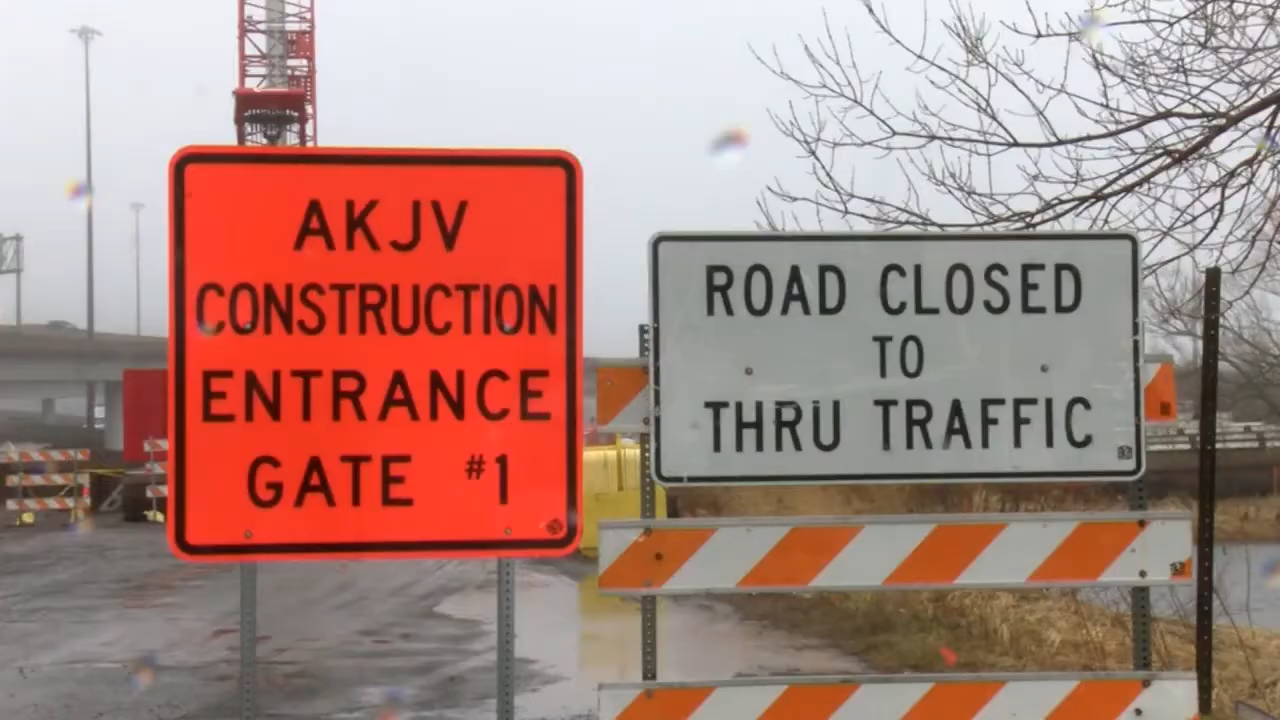 AKJV
CONSTRUCTION
ENTRANCE
GATE #1
ROAD CLOSED
TO
THRU TRAFFIC